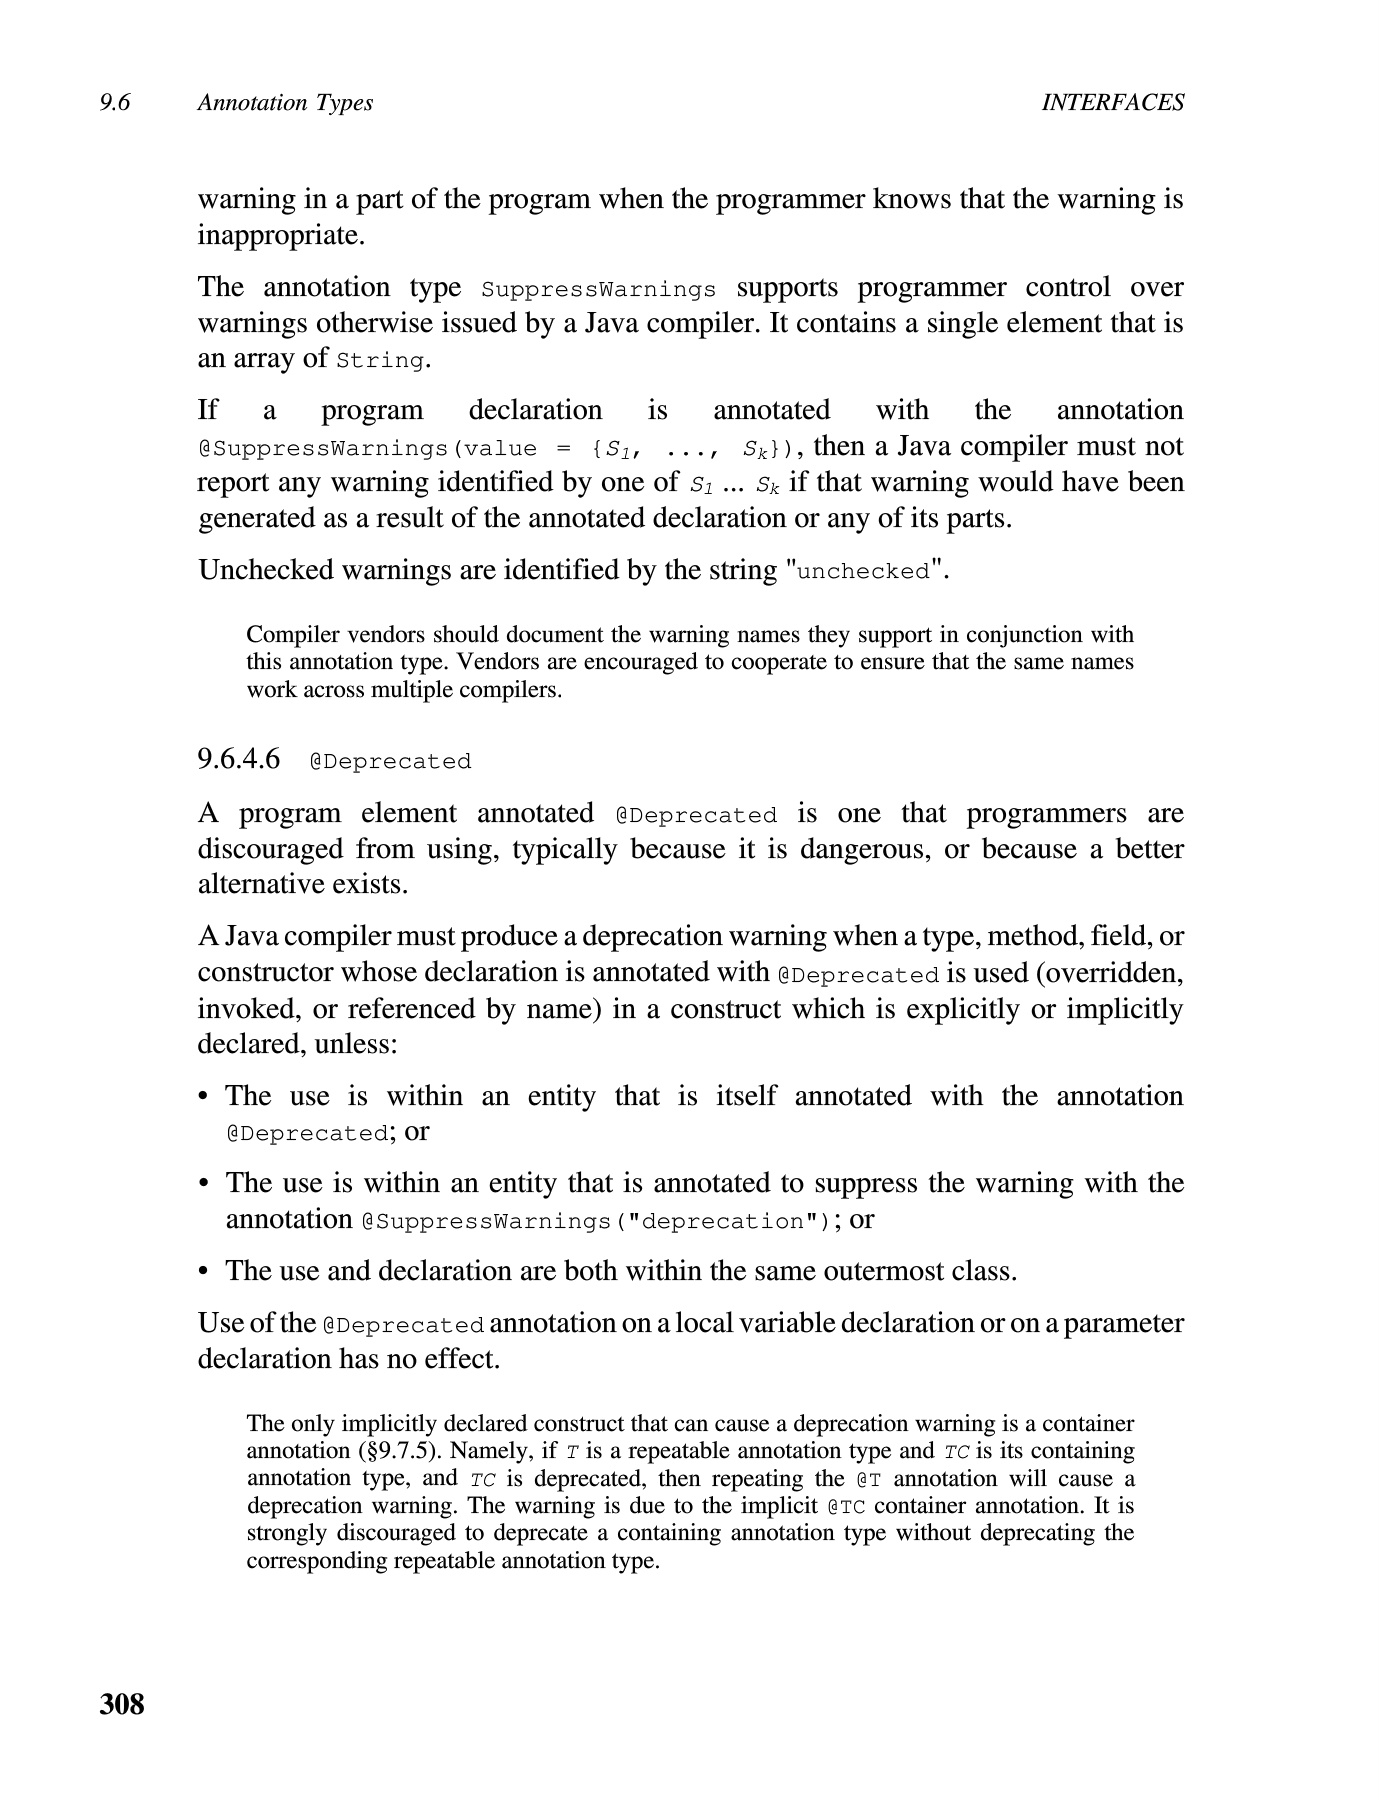 9.6 Annotation Types INTERFACES
warning in a part of the program when the programmer knows that the warning is
inappropriate.
The annotation type SuppressWarnings supports programmer control over
warnings otherwise issued by a Java compiler. It contains a single element that is
an array of String.
If a program declaration is annotated with the annotation
@SuppressWarnings(value = {S1, ..., Sk}), then a Java compiler must not
report any warning identified by one of S1 ... Sk if that warning would have been
generated as a result of the annotated declaration or any of its parts.
Unchecked warnings are identified by the string "unchecked".
Compiler vendors should document the warning names they support in conjunction with
this annotation type. Vendors are encouraged to cooperate to ensure that the same names
work across multiple compilers.
9.6.4.6 @Deprecated
A program element annotated @Deprecated is one that programmers are
discouraged from using, typically because it is dangerous, or because a better
alternative exists.
A Java compiler must produce a deprecation warning when a type, method, field, or
constructor whose declaration is annotated with @Deprecated is used (overridden,
invoked, or referenced by name) in a construct which is explicitly or implicitly
declared, unless:
• The use is within an entity that is itself annotated with the annotation
@Deprecated; or
• The use is within an entity that is annotated to suppress the warning with the
annotation @SuppressWarnings("deprecation"); or
• The use and declaration are both within the same outermost class.
Use of the @Deprecated annotation on a local variable declaration or on a parameter
declaration has no effect.
The only implicitly declared construct that can cause a deprecation warning is a container
annotation (§9.7.5). Namely, if T is a repeatable annotation type and TC is its containing
annotation type, and TC is deprecated, then repeating the @T annotation will cause a
deprecation warning. The warning is due to the implicit @TC container annotation. It is
strongly discouraged to deprecate a containing annotation type without deprecating the
corresponding repeatable annotation type.
308